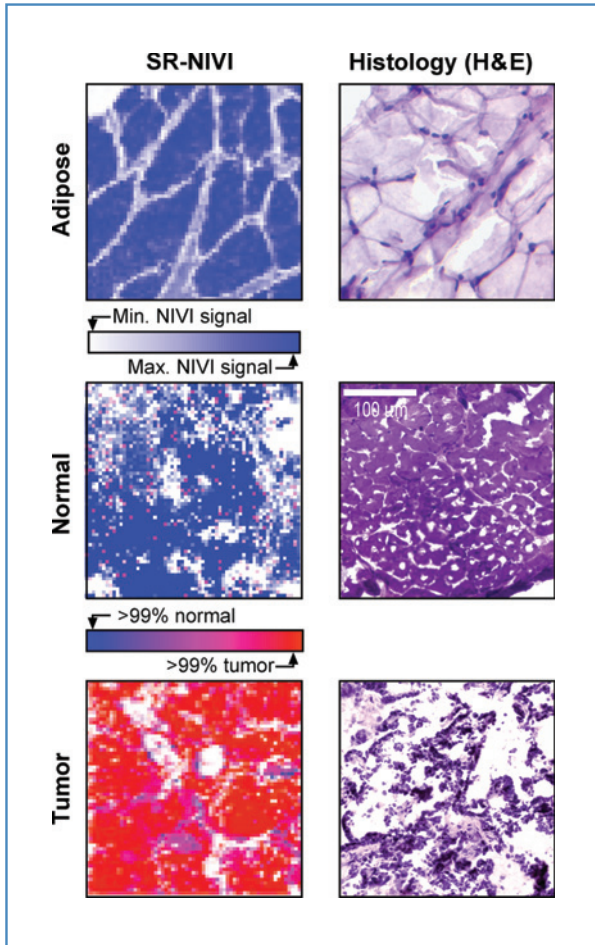 SR-NIVI
Histology (H&E)
Adipose
Min. NIVI signal
Max. NIVI signal
Normal
100 µm
>99% normal
>99% tumor
Tumor